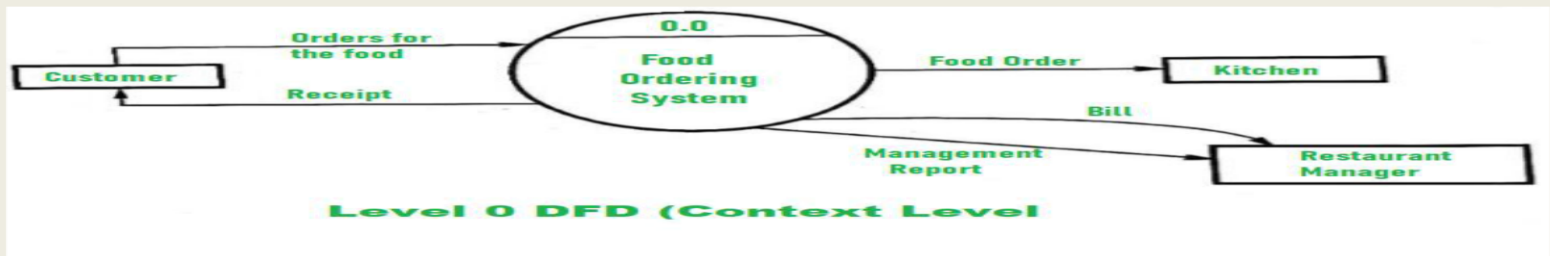 0.0
Orders for
the food
Food
Ordering
System
Food Order
Customer
Kitchen
Receipt
Bill
Management
Report
Restaurant
Manager
Level 0 DFD (Context Level